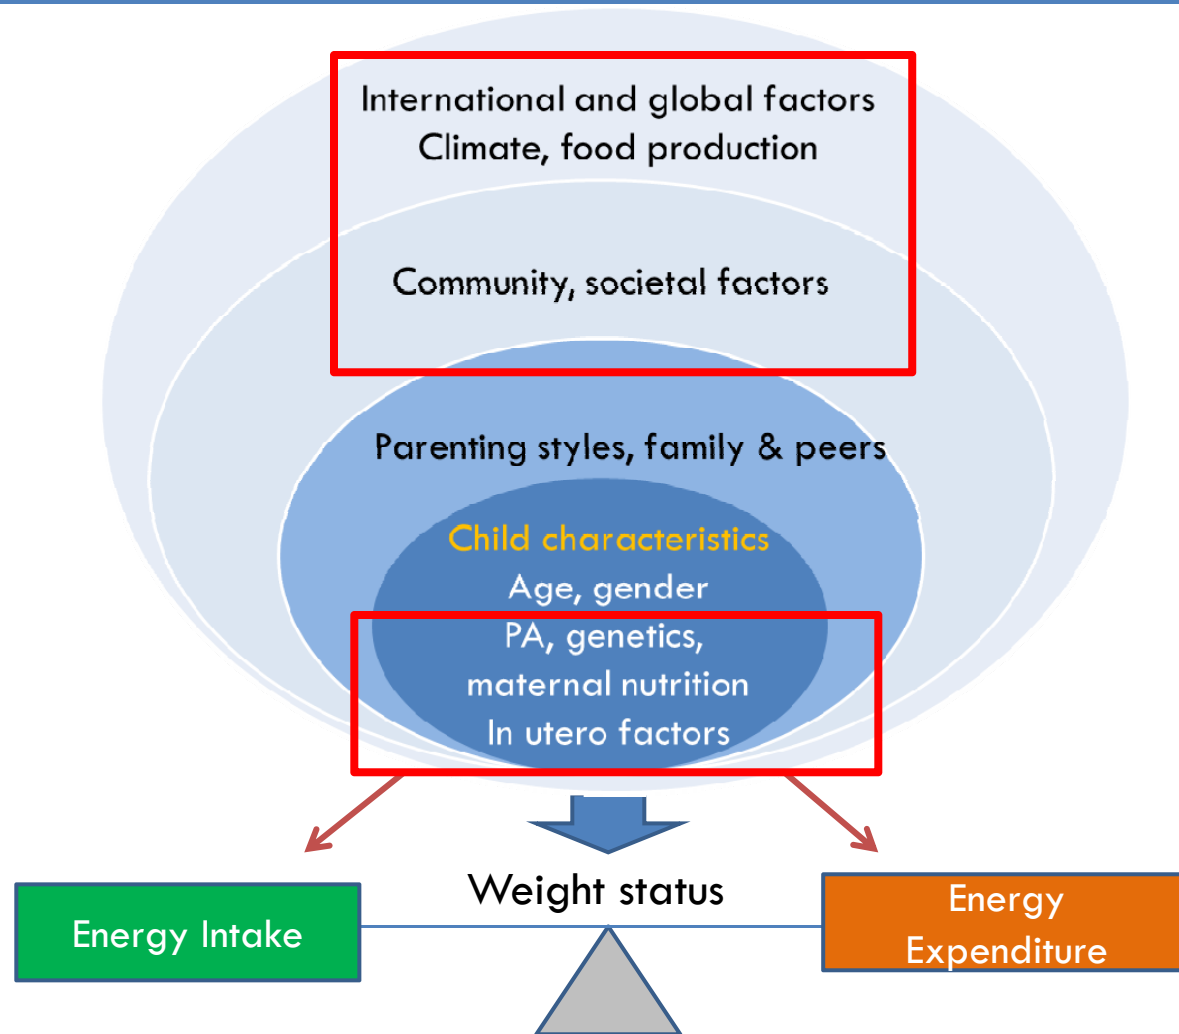 International and global factors
Climate, food production
Community, societal factors
Parenting styles, family & peers
Child characteristics
Age, gender
PA, genetics,
maternal nutrition
In utero factors
Weight status
Energy Intake
Energy
Expenditure